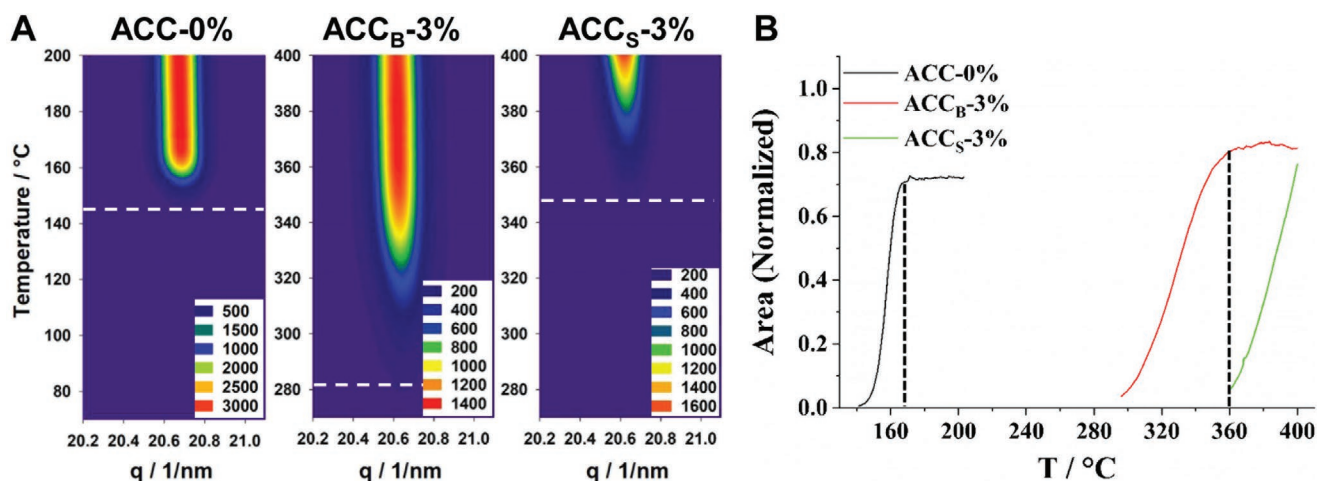 A
ACC-0%
ACC_B-3%
ACC_S-3%
B
Temperature / °C
200
180
160
140
120
100
80
500
1500
1000
2000
2500
3000
20.2 20.4 20.6 20.8 21.0
q / 1/nm
400
380
360
340
320
300
280
200
400
600
800
1000
1200
1400
20.2 20.4 20.6 20.8 21.0
q / 1/nm
400
380
360
340
320
300
280
200
400
600
800
1000
1200
1400
1600
20.2 20.4 20.6 20.8 21.0
q / 1/nm
Area (Normalized)
1.0
0.8
0.6
0.4
0.2
0.0
ACC-0%
ACC_B-3%
ACC_S-3%
160 200 240 280 320 360 400
T / °C